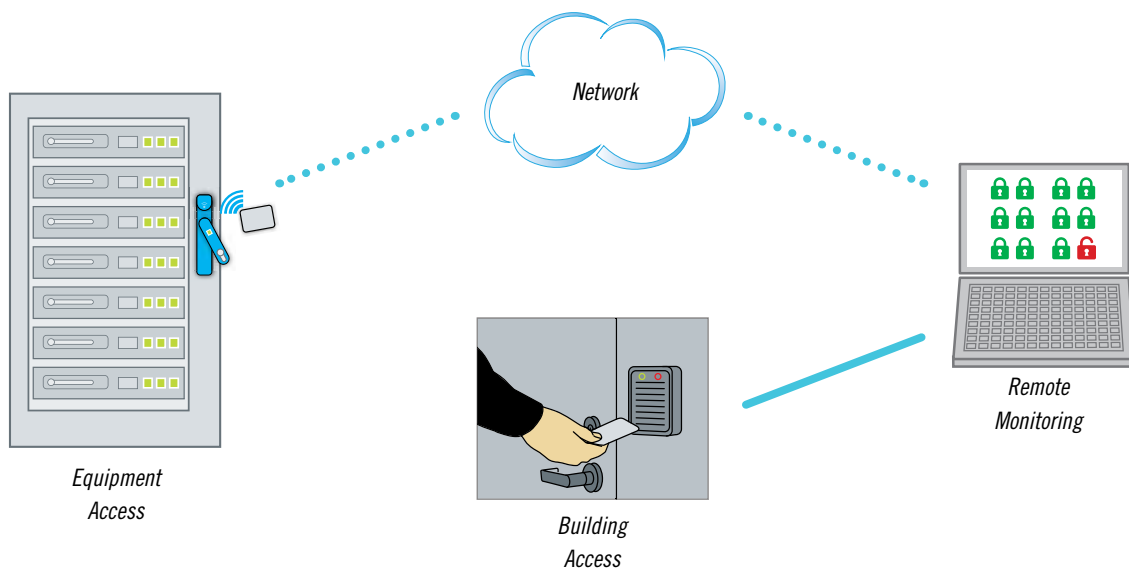 Network
Equipment
Access
Building
Access
Remote
Monitoring